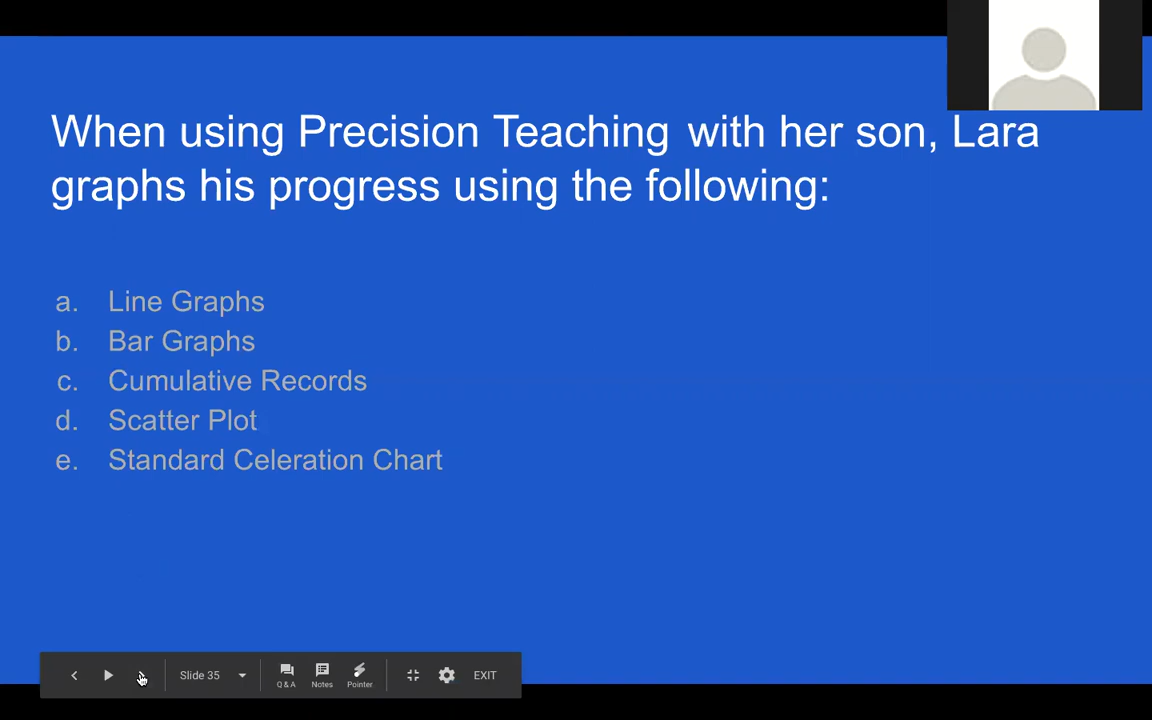 When using Precision Teaching with her son, Lara
graphs his progress using the following:
a. Line Graphs
b. Bar Graphs
c. Cumulative Records
d. Scatter Plot
e. Standard Celeration Chart
Slide 35
Q & A
Notes
Pointer
EXIT